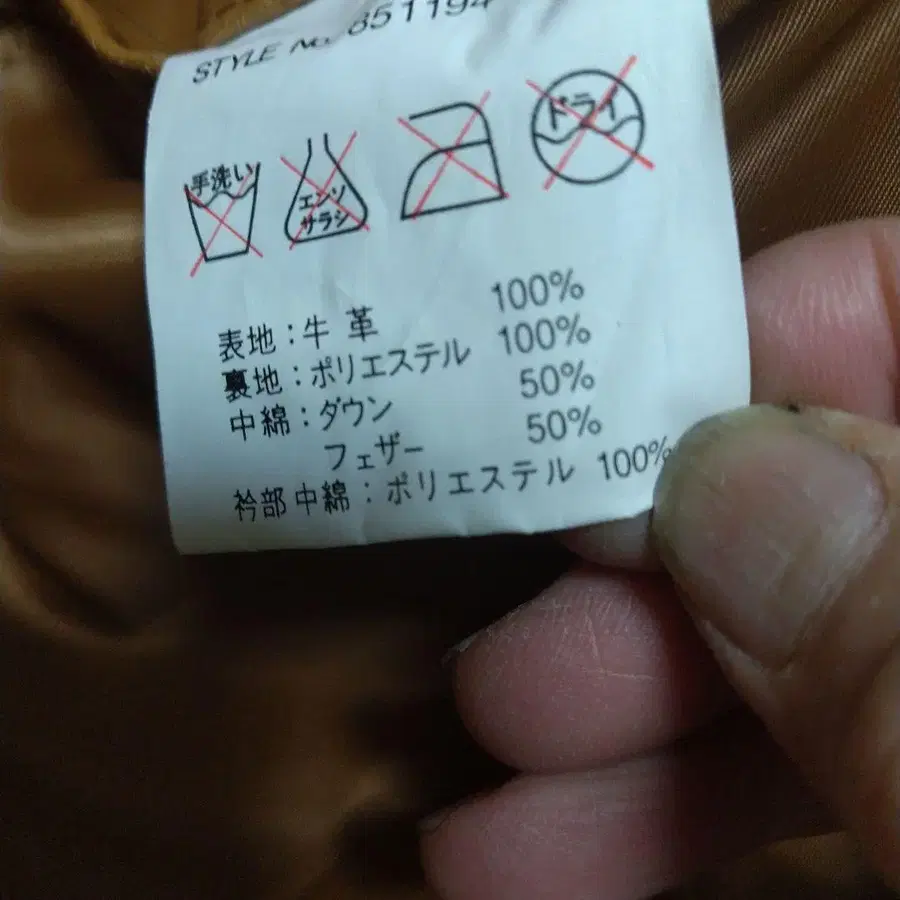 STYLE No. 851194
手洗い
エンソ
サラシ
ドライ
表地：牛革 100%
裏地：ポリエステル 100%
中綿：ダウン 50%
フェザー 50%
衿部中綿：ポリエステル 100%